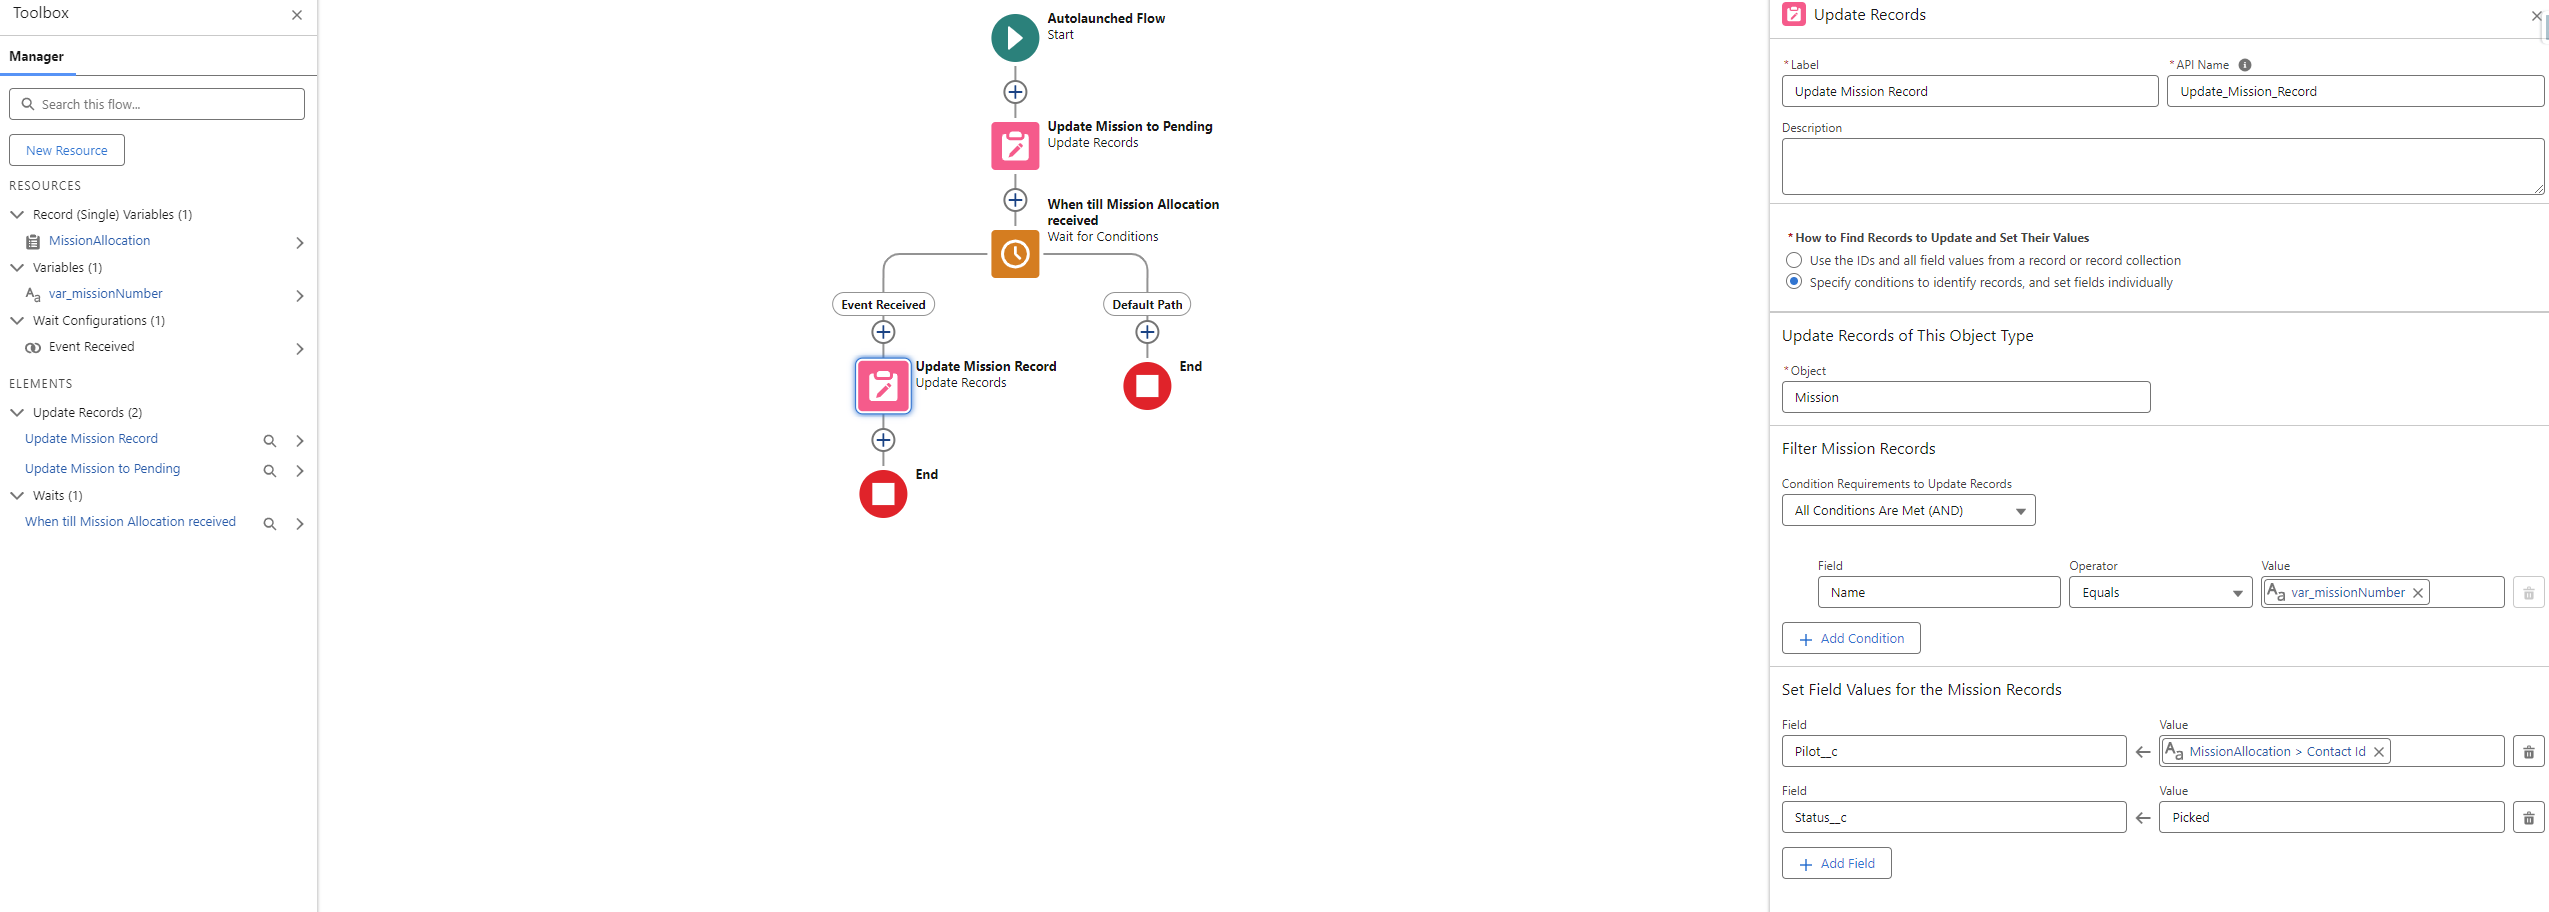 Toolbox
Manager
Search this flow...
New Resource
RESOURCES
Record (Single) Variables (1)
MissionAllocation
Variables (1)
Aa var_missionNumber
Wait Configurations (1)
Event Received
ELEMENTS
Update Records (2)
Update Mission Record
Update Mission to Pending
Waits (1)
When till Mission Allocation received
Autolaunched Flow
Start
Update Mission to Pending
Update Records
When till Mission Allocation
received
Wait for Conditions
Event Received
Default Path
Update Mission Record
Update Records
End
End
Update Records
*Label
*API Name
Update Mission Record
Update_Mission_Record
Description
*How to Find Records to Update and Set Their Values
Use the IDs and all field values from a record or record collection
Specify conditions to identify records, and set fields individually
Update Records of This Object Type
*Object
Mission
Filter Mission Records
Condition Requirements to Update Records
All Conditions Are Met (AND)
Field
Operator
Value
Name
Equals
Aa var_missionNumber
+ Add Condition
Set Field Values for the Mission Records
Field
Value
Pilot__c
Aa MissionAllocation > Contact Id
Field
Value
Status__c
Picked
+ Add Field